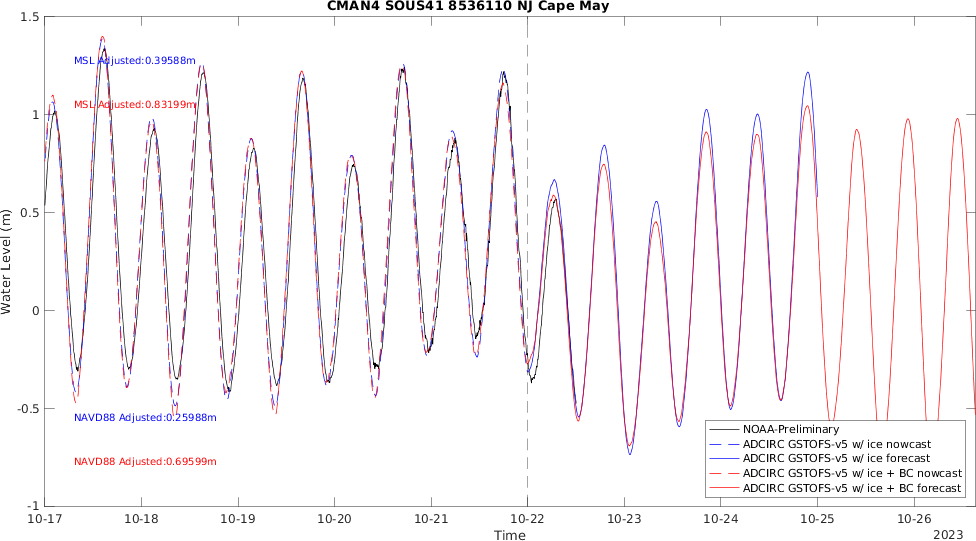 CMAN4 SOUS41 8536110 NJ Cape May
1.5
MSL Adjusted:0.39588m
MSL Adjusted:0.83199m
1
0.5
Water Level (m)
0
-0.5
NAVD88 Adjusted:0.25988m
NAVD88 Adjusted:0.69599m
NOAA-Preliminary
ADCIRC GSTOFS-v5 w/ ice nowcast
ADCIRC GSTOFS-v5 w/ ice forecast
ADCIRC GSTOFS-v5 w/ ice + BC nowcast
ADCIRC GSTOFS-v5 w/ ice + BC forecast
-1
10-17 10-18 10-19 10-20 10-21 10-22 10-23 10-24 10-25 10-26
Time
2023